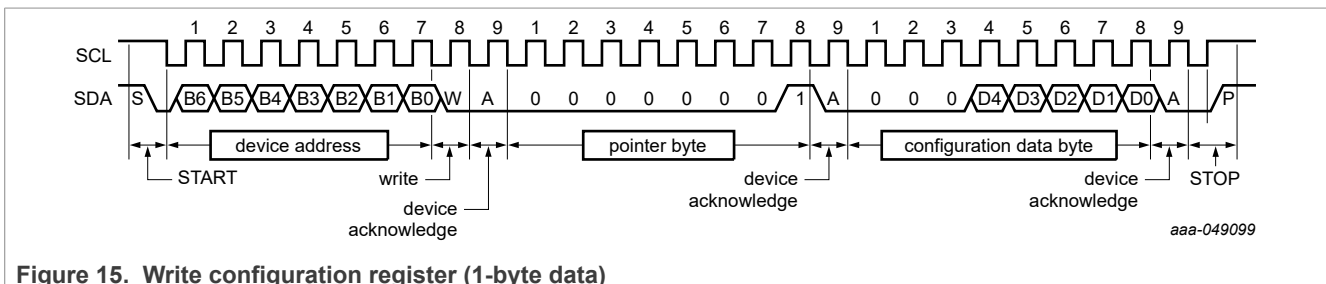 1 2 3 4 5 6 7 8 9 1 2 3 4 5 6 7 8 9 1 2 3 4 5 6 7 8 9
SCL
SDA S B6 B5 B4 B3 B2 B1 B0 W A 0 0 0 0 0 0 0 1 A 0 0 0 D4 D3 D2 D1 D0 A P
device address pointer byte configuration data byte
START write device acknowledge STOP
device acknowledge
device acknowledge
aaa-049099
Figure 15. Write configuration register (1-byte data)